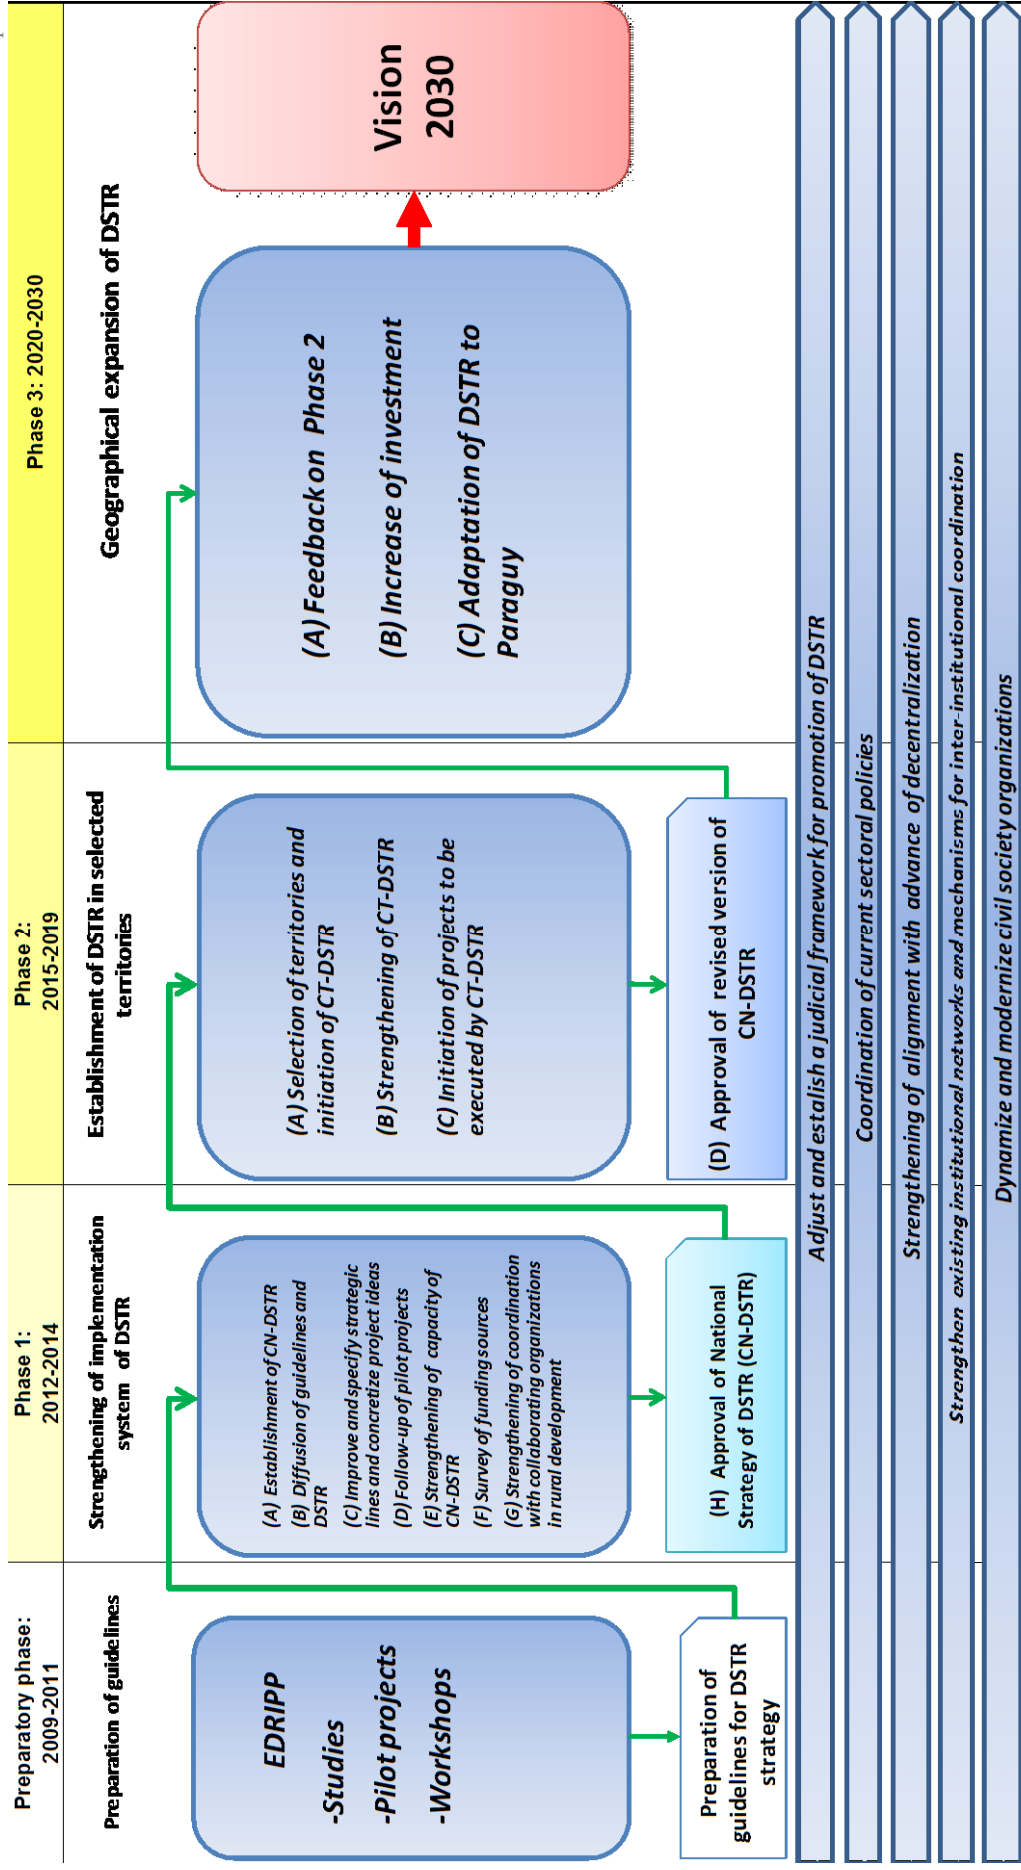 Preparatory phase:
2009-2011
Phase 1:
2012-2014
Phase 2:
2015-2019
Phase 3: 2020-2030
Preparation of guidelines
Strengthening of implementation
system of DSTR
Establishment of DSTR in selected
territories
Geographical expansion of DSTR
EDRIPP
-Studies
-Pilot projects
-Workshops
Preparation of
guidelines for DSTR
strategy
(A) Establishment of CN-DSTR
(B) Diffusion of guidelines and
DSTR
(C) Improve and specify strategic
lines and concretize project ideas
(D) Follow-up of pilot projects
(E) Strengthening of capacity of
CN-DSTR
(F) Survey of funding sources
(G) Strengthening of coordination
with collaborating organizations
in rural development
(H) Approval of National
Strategy of DSTR (CN-DSTR)
(A) Selection of territories and
initiation of CT-DSTR
(B) Strengthening of CT-DSTR
(C) Initiation of projects to be
executed by CT-DSTR
(D) Approval of revised version of
CN-DSTR
(A) Feedback on Phase 2
(B) Increase of investment
(C) Adaptation of DSTR to
Paraguy
Vision
2030
Adjust and estalish a judicial framework for promotion of DSTR
Coordination of current sectoral policies
Strengthening of alignment with advance of decentralization
Strengthen existing institutional networks and mechanisms for inter-institutional coordination
Dynamize and modernize civil society organizations